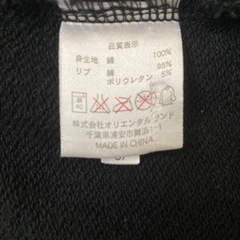 品質表示
身生地 綿 100%
リブ 綿 95%
ポリウレタン 5%
株式会社オリエンタルランド
千葉県浦安市舞浜1-1
MADE IN CHINA